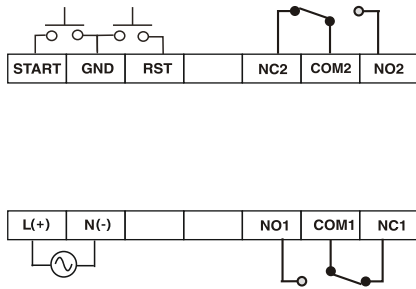 START GND RST NC2 COM2 NO2
L(+) N(-) NO1 COM1 NC1